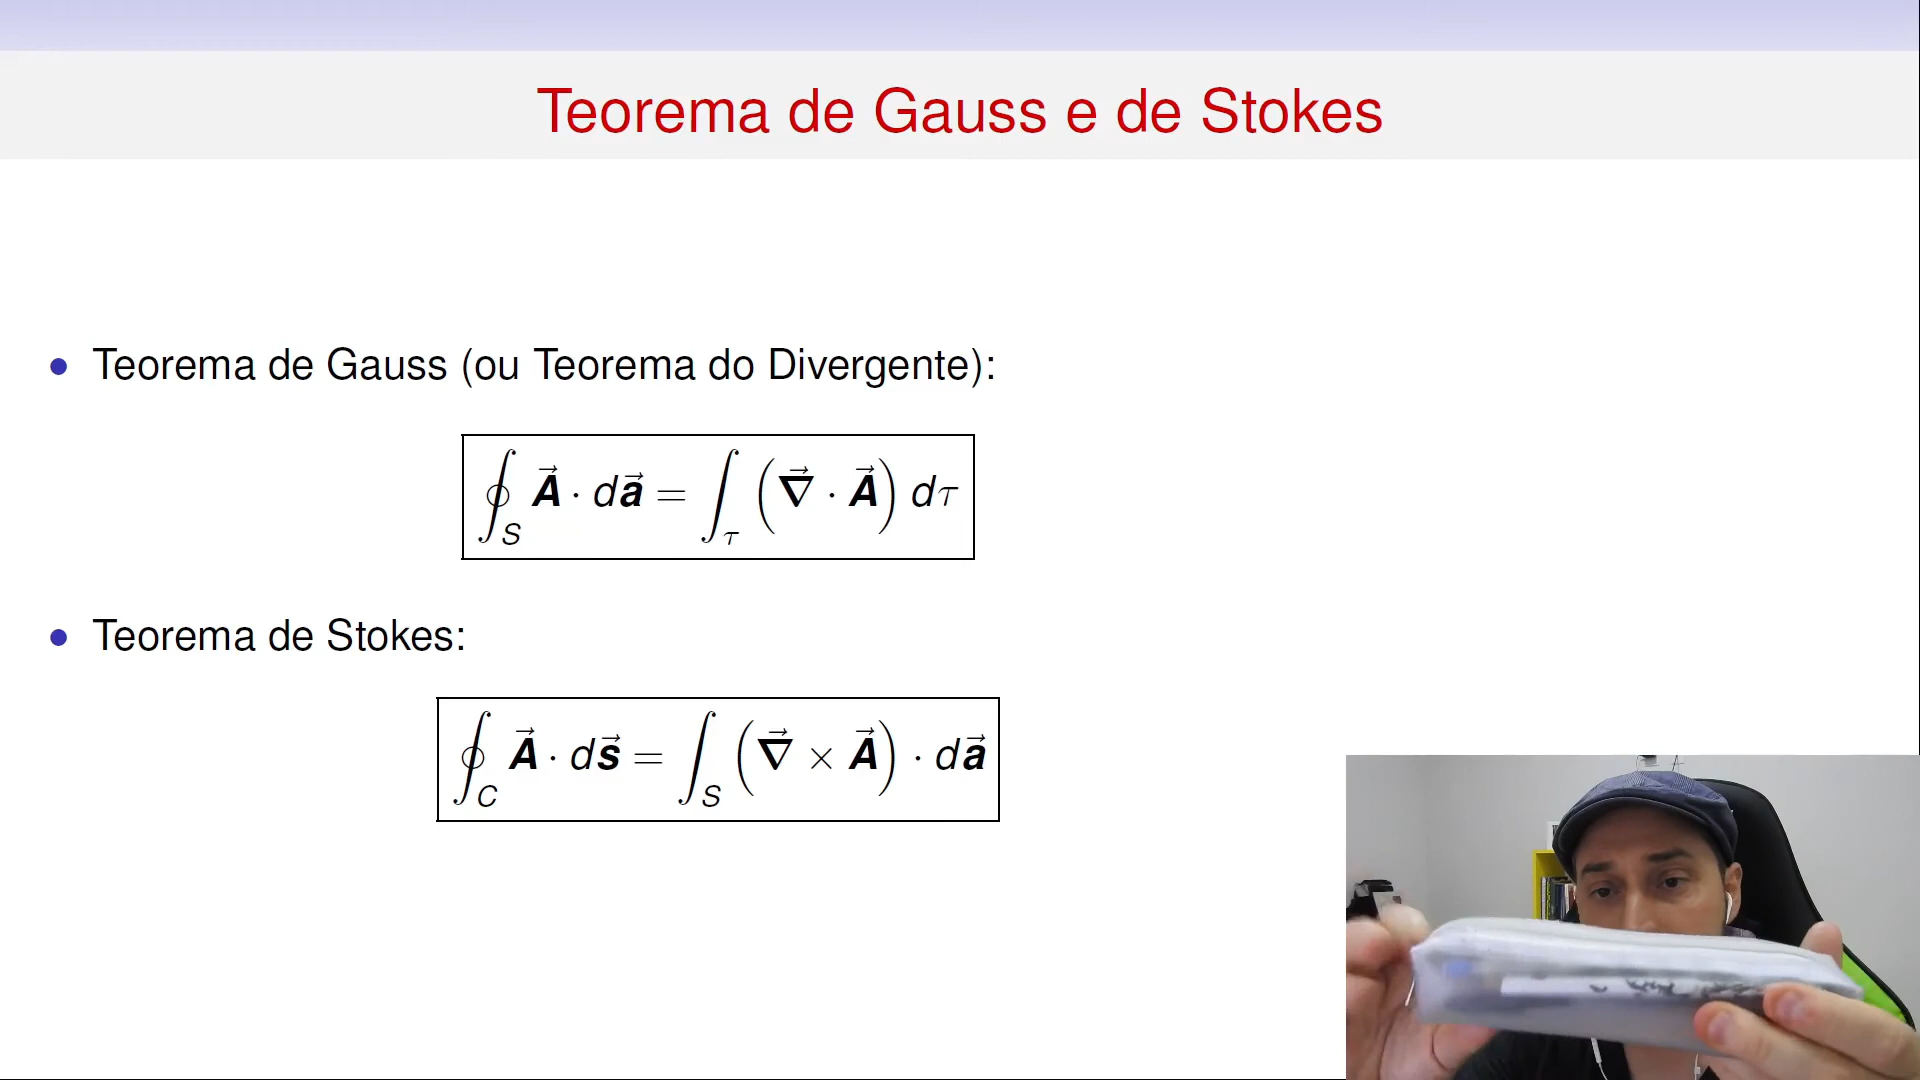 Teorema de Gauss e de Stokes
Teorema de Gauss (ou Teorema do Divergente):
∮_S A⃗ · da⃗ = ∫_τ (∇⃗ · A⃗) dτ
Teorema de Stokes:
∮_C A⃗ · ds⃗ = ∫_S (∇⃗ × A⃗) · da⃗